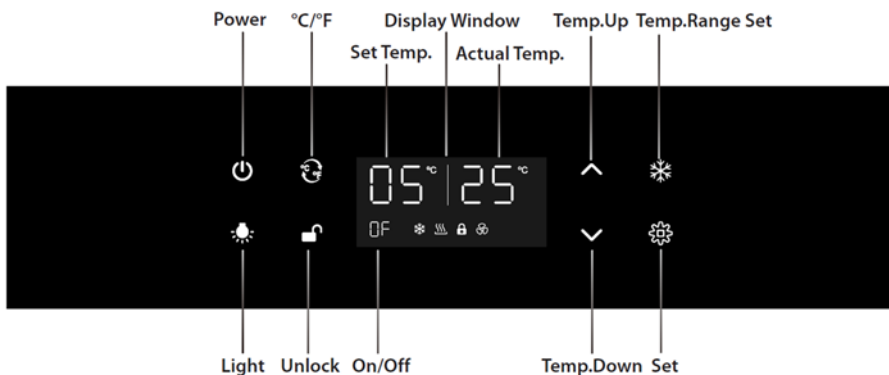 Power °C/°F Display Window Temp.Up Temp.Range Set
Set Temp. Actual Temp.
°C °F 05 °C 25 °C
0F
Light Unlock On/Off Temp.Down Set